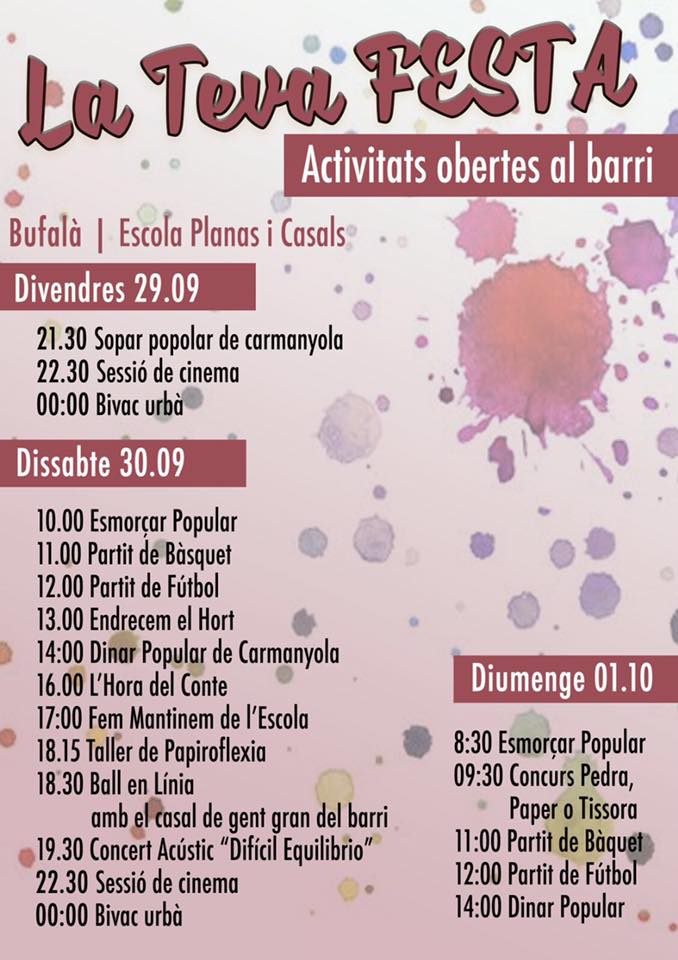 La Teva FESTA
Activitats obertes al barri
Bufalà | Escola Planas i Casals
Divendres 29.09
21.30 Sopar popular de carmanyola
22.30 Sessió de cinema
00:00 Bivac urbà
Dissabte 30.09
10.00 Esmorçar Popular
11.00 Partit de Bàsquet
12.00 Partit de Fútbol
13.00 Endrecem el Hort
14:00 Dinar Popular de Carmanyola
16.00 L'Hora del Conte
17:00 Fem Mantinem de l'Escola
18.15 Taller de Papiroflexia
18.30 Ball en Línia
amb el casal de gent gran del barri
19.30 Concert Acústic "Difícil Equilibrio"
22.30 Sessió de cinema
00:00 Bivac urbà
Diumenge 01.10
8:30 Esmorçar Popular
09:30 Concurs Pedra,
Paper o Tissora
11:00 Partit de Bàquet
12:00 Partit de Fútbol
14:00 Dinar Popular